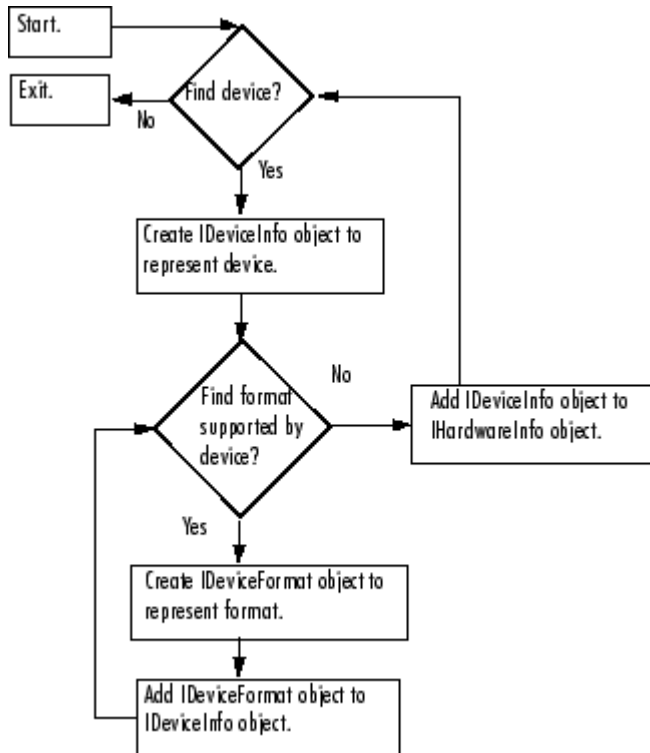 Start.
Exit.
Find device?
No
Yes
Create IDeviceInfo object to
represent device.
Find format
supported by
device?
No
Add IDeviceInfo object to
IHardwareInfo object.
Yes
Create IDeviceFormat object to
represent format.
Add IDeviceFormat object to
IDeviceInfo object.